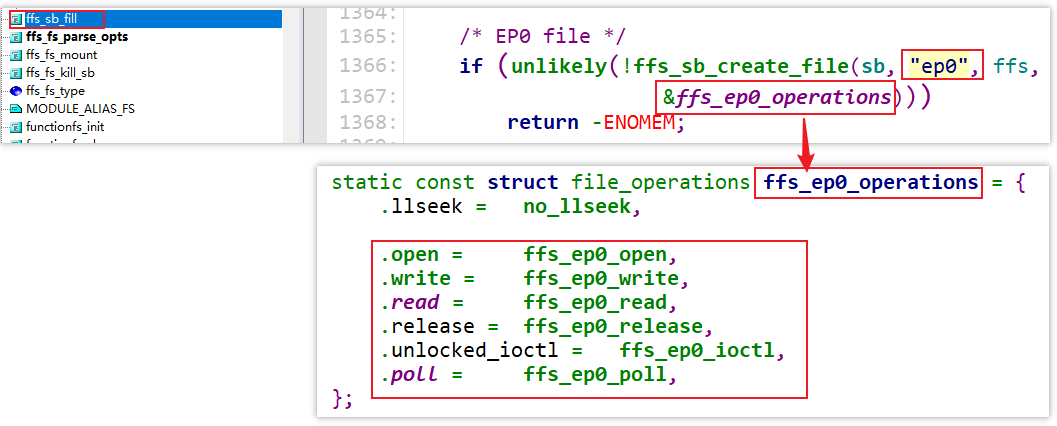 ffs_sb_fill
ffs_fs_parse_opts
ffs_fs_mount
ffs_fs_kill_sb
ffs_fs_type
MODULE_ALIAS_FS
functionfs_init
1364:
1365: /* EP0 file */
1366: if (unlikely(!ffs_sb_create_file(sb, "ep0", ffs,
1367: &ffs_ep0_operations)))
1368: return -ENOMEM;
static const struct file_operations ffs_ep0_operations = {
.llseek = no_llseek,
.open = ffs_ep0_open,
.write = ffs_ep0_write,
.read = ffs_ep0_read,
.release = ffs_ep0_release,
.unlocked_ioctl = ffs_ep0_ioctl,
.poll = ffs_ep0_poll,
};